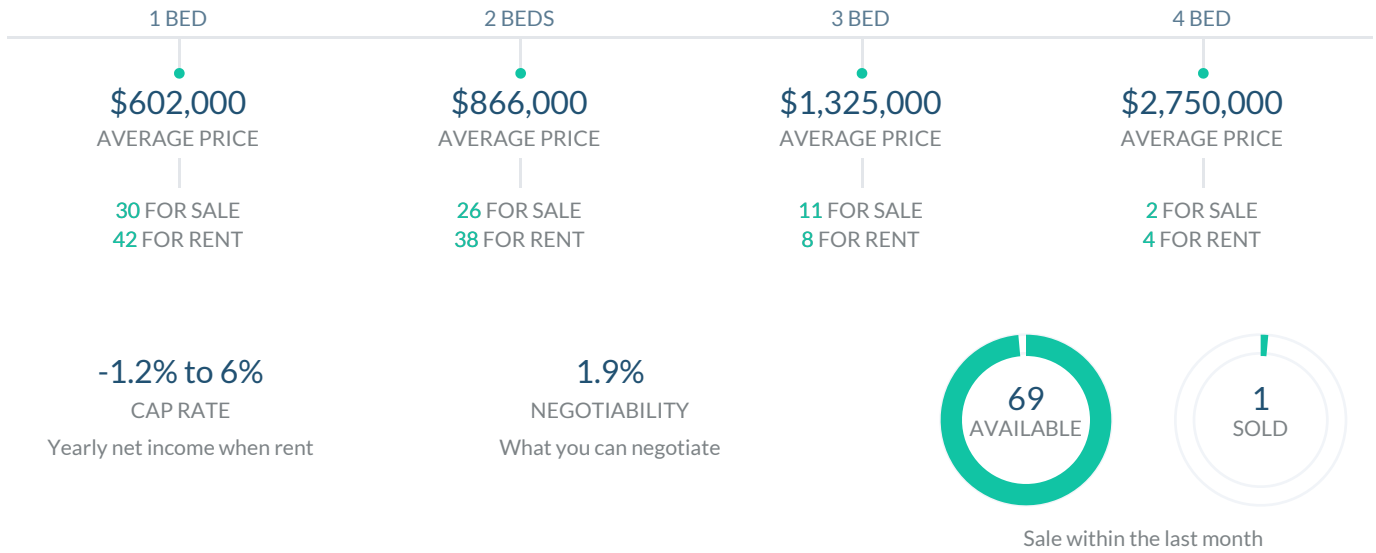 1 BED
2 BEDS
3 BED
4 BED
$602,000
AVERAGE PRICE
30 FOR SALE
42 FOR RENT
$866,000
AVERAGE PRICE
26 FOR SALE
38 FOR RENT
$1,325,000
AVERAGE PRICE
11 FOR SALE
8 FOR RENT
$2,750,000
AVERAGE PRICE
2 FOR SALE
4 FOR RENT
-1.2% to 6%
CAP RATE
Yearly net income when rent
1.9%
NEGOTIABILITY
What you can negotiate
69
AVAILABLE
1
SOLD
Sale within the last month